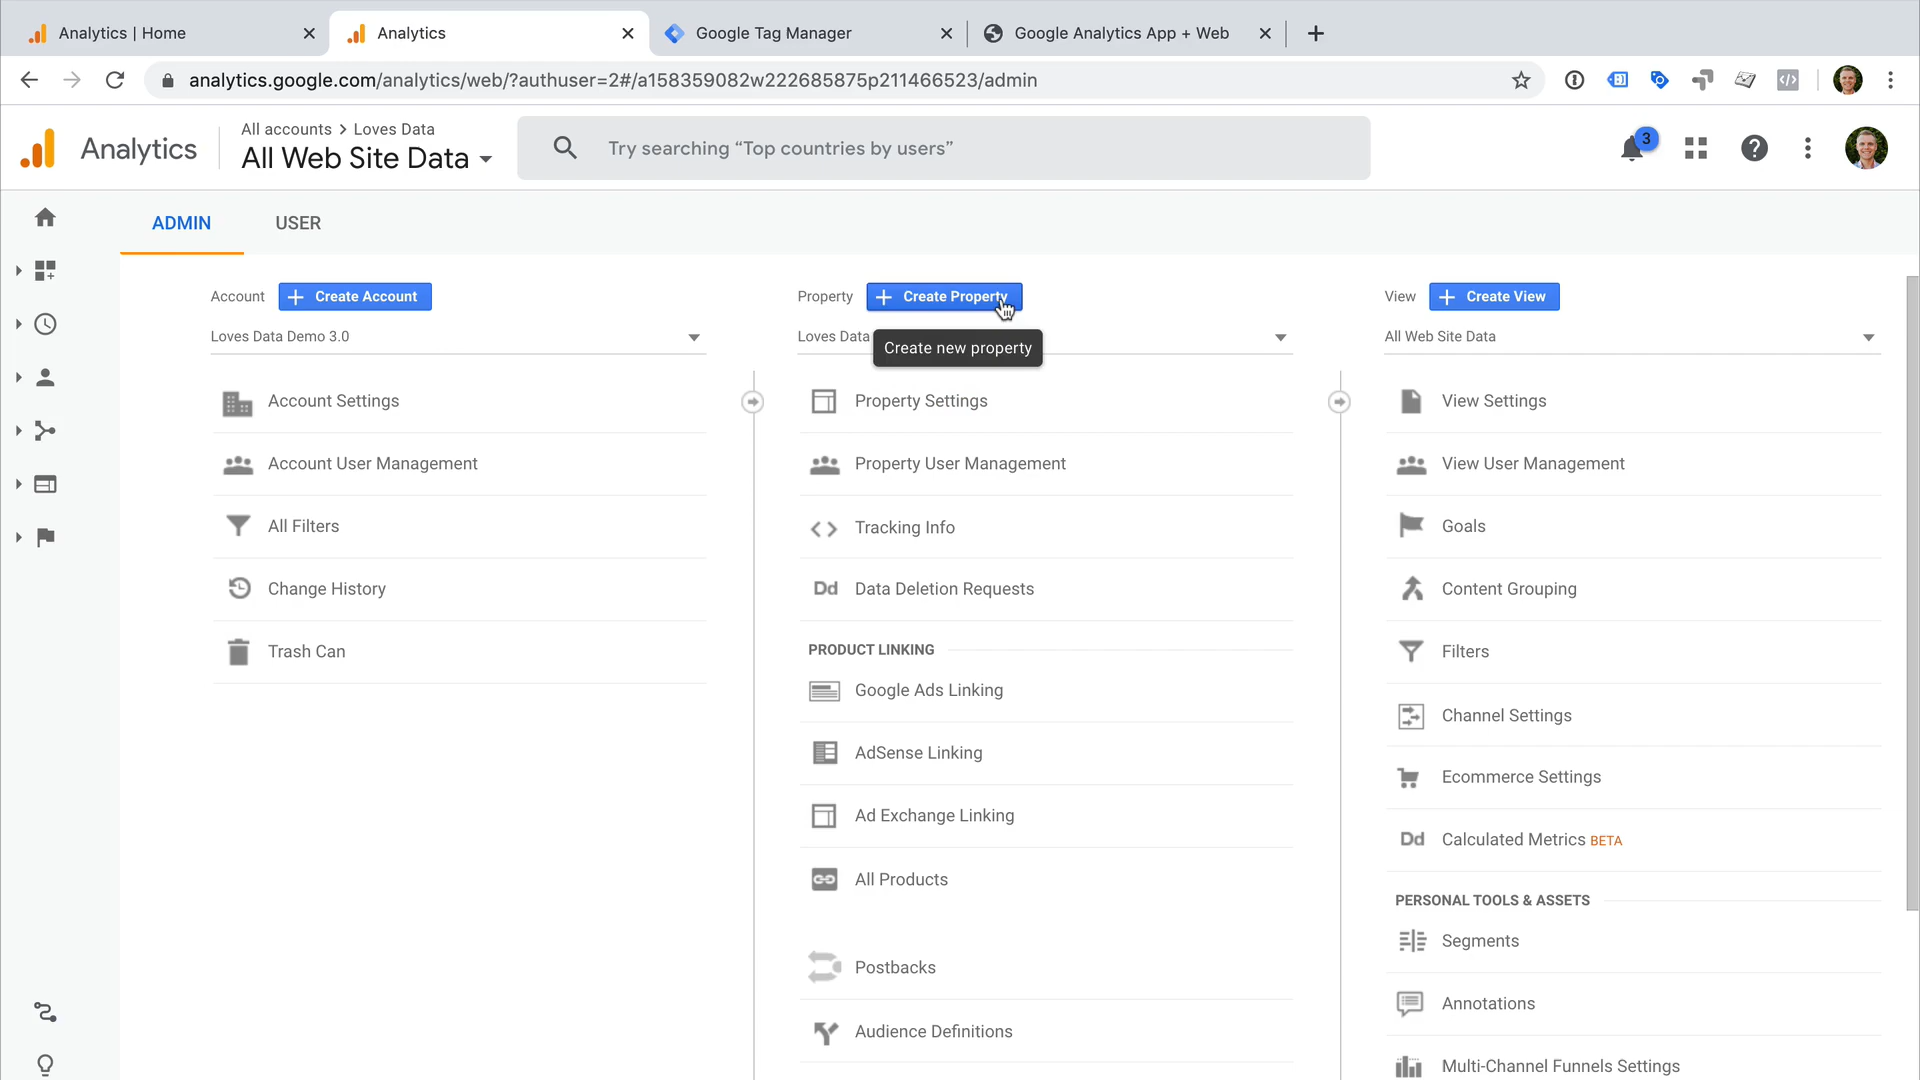 Analytics | Home
Analytics
Google Tag Manager
Google Analytics App + Web
analytics.google.com/analytics/web/?authuser=2#/a158359082w222685875p211466523/admin
Analytics
All accounts > Loves Data
All Web Site Data
Try searching “Top countries by users”
3
ADMIN
USER
Account
Create Account
Loves Data Demo 3.0
Account Settings
Account User Management
All Filters
Change History
Trash Can
Property
Create Property
Loves Data
Create new property
Property Settings
Property User Management
Tracking Info
Dd Data Deletion Requests
PRODUCT LINKING
Google Ads Linking
AdSense Linking
Ad Exchange Linking
All Products
Postbacks
Audience Definitions
View
Create View
All Web Site Data
View Settings
View User Management
Goals
Content Grouping
Filters
Channel Settings
Ecommerce Settings
Dd Calculated Metrics BETA
PERSONAL TOOLS & ASSETS
Segments
Annotations
Multi-Channel Funnels Settings